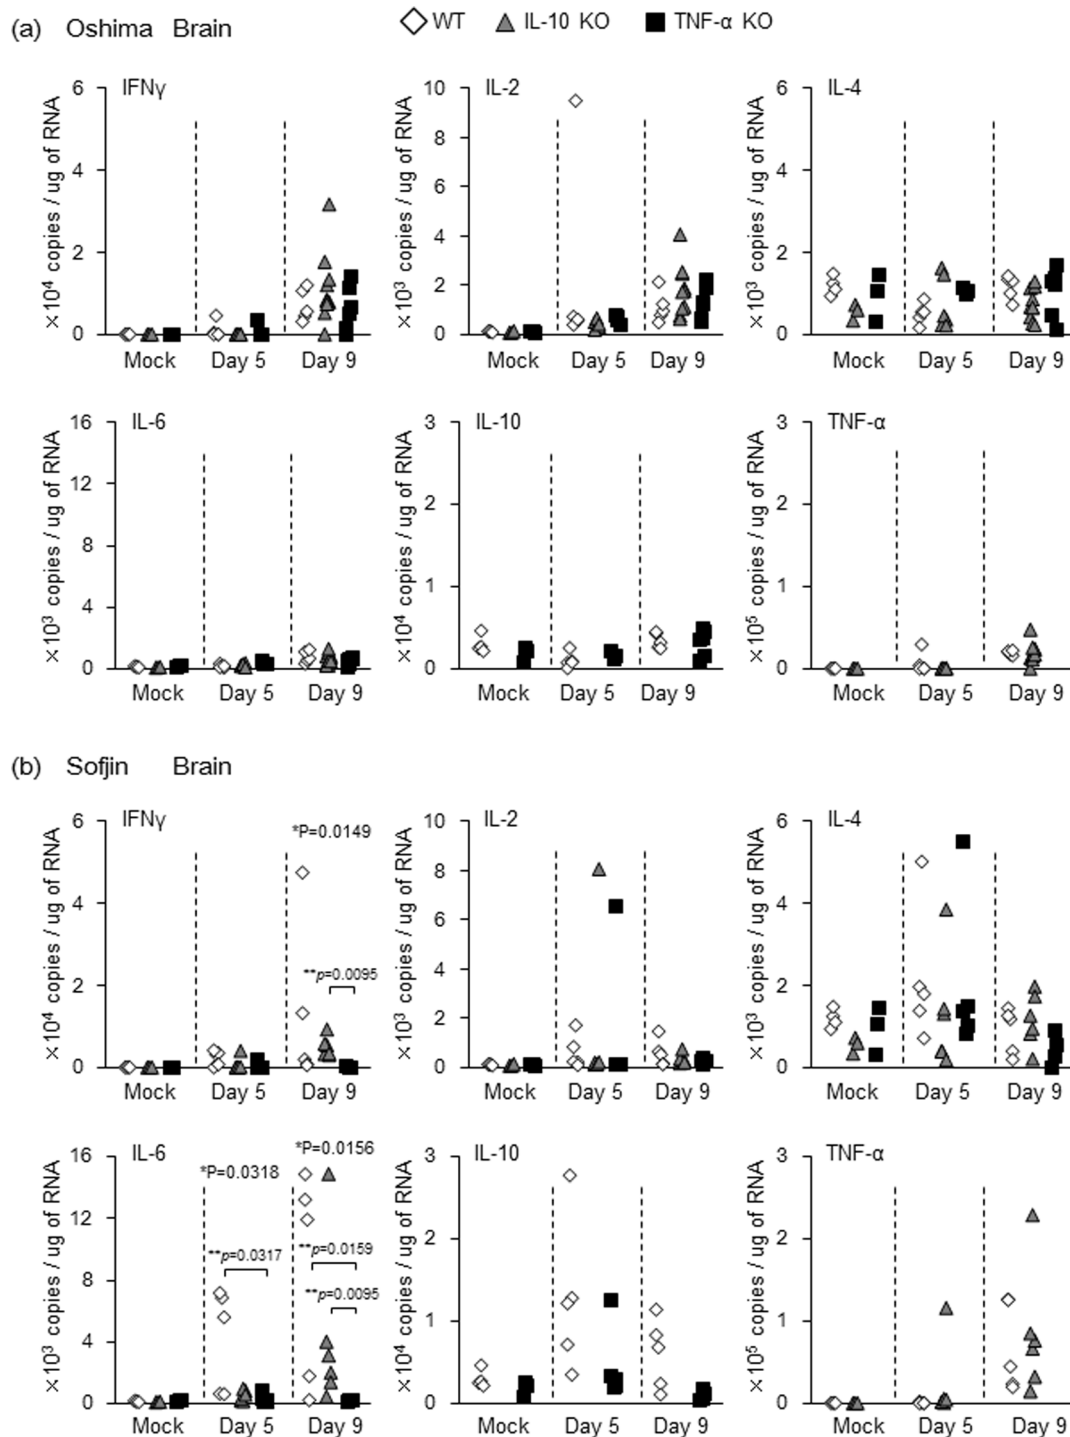 (a) Oshima Brain
WT IL-10 KO TNF-α KO
IFNγ IL-2 IL-4
×10⁴ copies / ug of RNA
6
4
2
0
Mock Day 5 Day 9
×10³ copies / ug of RNA
10
8
6
4
2
0
Mock Day 5 Day 9
×10³ copies / ug of RNA
6
4
2
0
Mock Day 5 Day 9
IL-6 IL-10 TNF-α
×10³ copies / ug of RNA
16
12
8
4
0
Mock Day 5 Day 9
×10⁴ copies / ug of RNA
3
2
1
0
Mock Day 5 Day 9
×10⁵ copies / ug of RNA
3
2
1
0
Mock Day 5 Day 9
(b) Sofjin Brain
IFNγ IL-2 IL-4
×10⁴ copies / ug of RNA
6
4
2
0
*P=0.0149
**p=0.0095
Mock Day 5 Day 9
×10³ copies / ug of RNA
10
8
6
4
2
0
Mock Day 5 Day 9
×10³ copies / ug of RNA
6
4
2
0
Mock Day 5 Day 9
IL-6 IL-10 TNF-α
×10³ copies / ug of RNA
16
12
8
4
0
*P=0.0318
*P=0.0156
**p=0.0317
**p=0.0159
**p=0.0095
Mock Day 5 Day 9
×10⁴ copies / ug of RNA
3
2
1
0
Mock Day 5 Day 9
×10⁵ copies / ug of RNA
3
2
1
0
Mock Day 5 Day 9